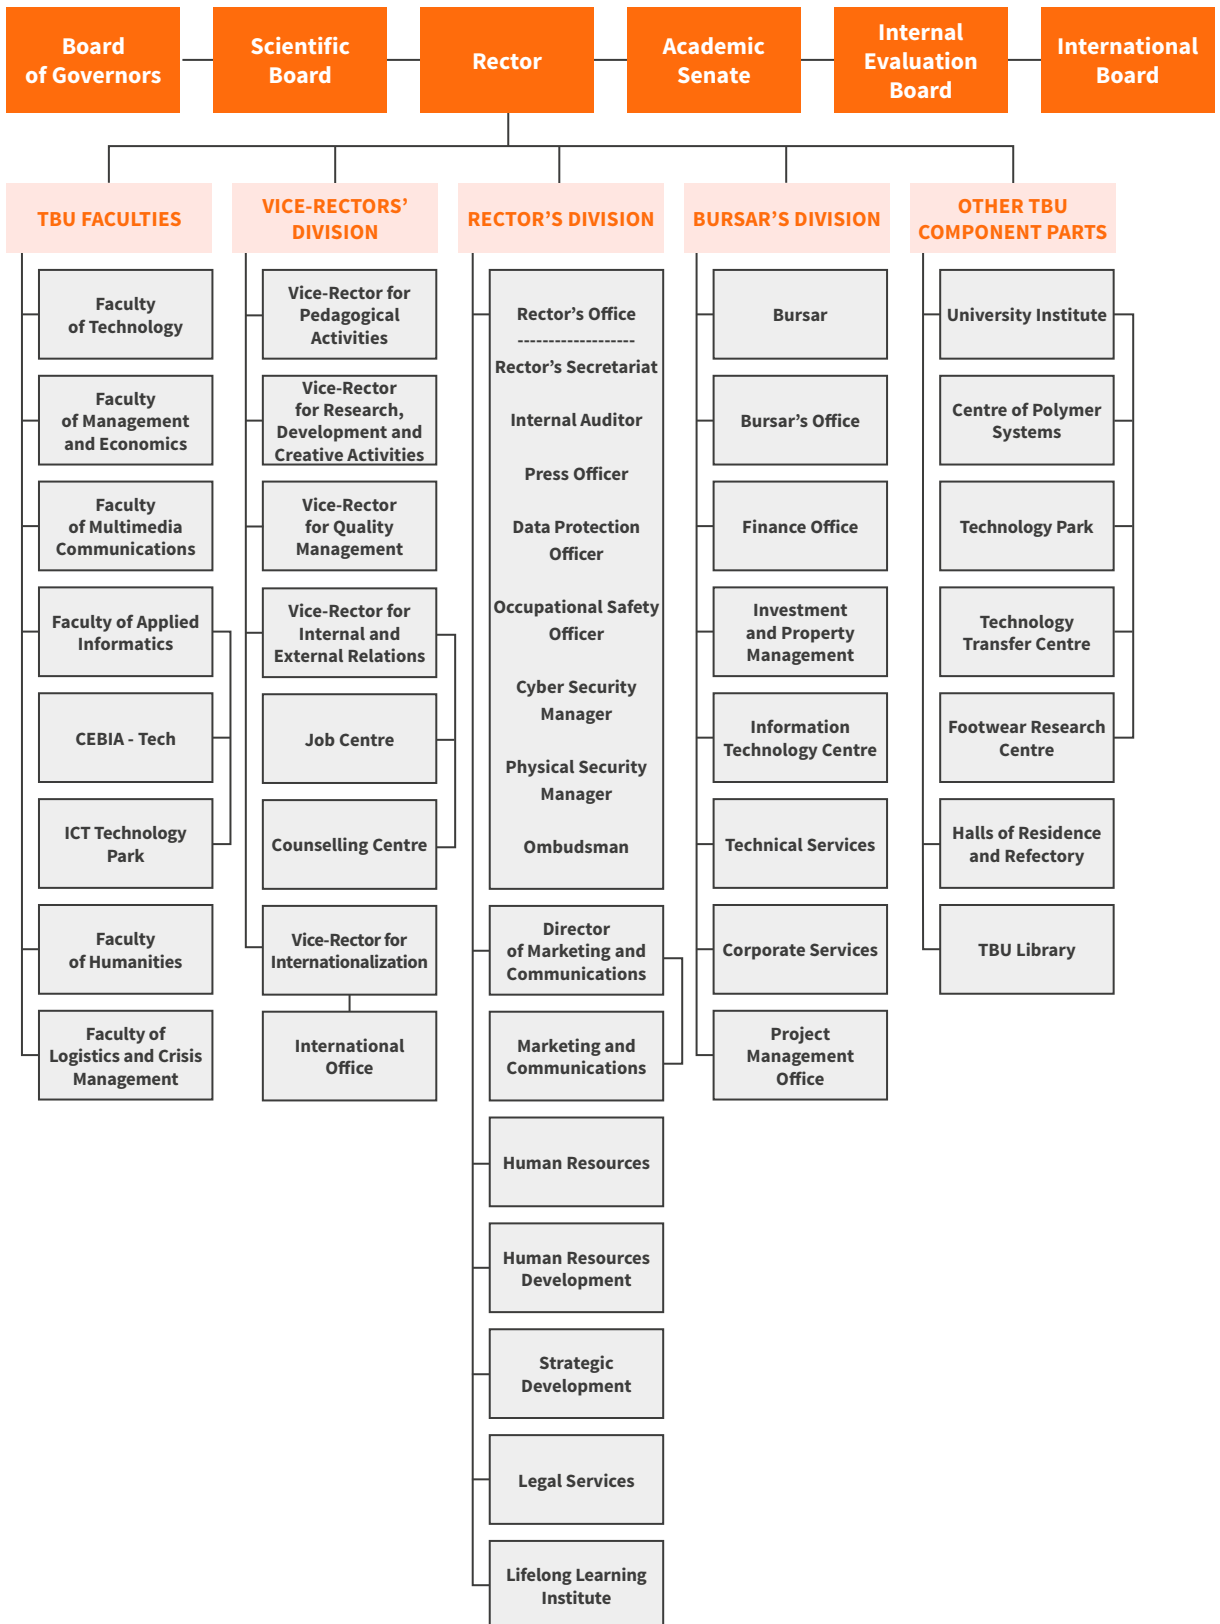 Board
of Governors
Scientific
Board
Rector
Academic
Senate
Internal
Evaluation
Board
International
Board
TBU FACULTIES
Faculty
of Technology
Faculty
of Management
and Economics
Faculty
of Multimedia
Communications
Faculty of Applied
Informatics
CEBIA - Tech
ICT Technology
Park
Faculty
of Humanities
Faculty of
Logistics and Crisis
Management
VICE-RECTORS’
DIVISION
Vice-Rector for
Pedagogical
Activities
Vice-Rector
for Research,
Development and
Creative Activities
Vice-Rector
for Quality
Management
Vice-Rector for
Internal and
External Relations
Job Centre
Counselling Centre
Vice-Rector for
Internationalization
International
Office
RECTOR’S DIVISION
Rector’s Office
-------------------
Rector’s Secretariat
Internal Auditor
Press Officer
Data Protection
Officer
Occupational Safety
Officer
Cyber Security
Manager
Physical Security
Manager
Ombudsman
Director
of Marketing and
Communications
Marketing and
Communications
Human Resources
Human Resources
Development
Strategic
Development
Legal Services
Lifelong Learning
Institute
BURSAR’S DIVISION
Bursar
Bursar’s Office
Finance Office
Investment
and Property
Management
Information
Technology Centre
Technical Services
Corporate Services
Project
Management
Office
OTHER TBU
COMPONENT PARTS
University Institute
Centre of Polymer
Systems
Technology Park
Technology
Transfer Centre
Footwear Research
Centre
Halls of Residence
and Refectory
TBU Library